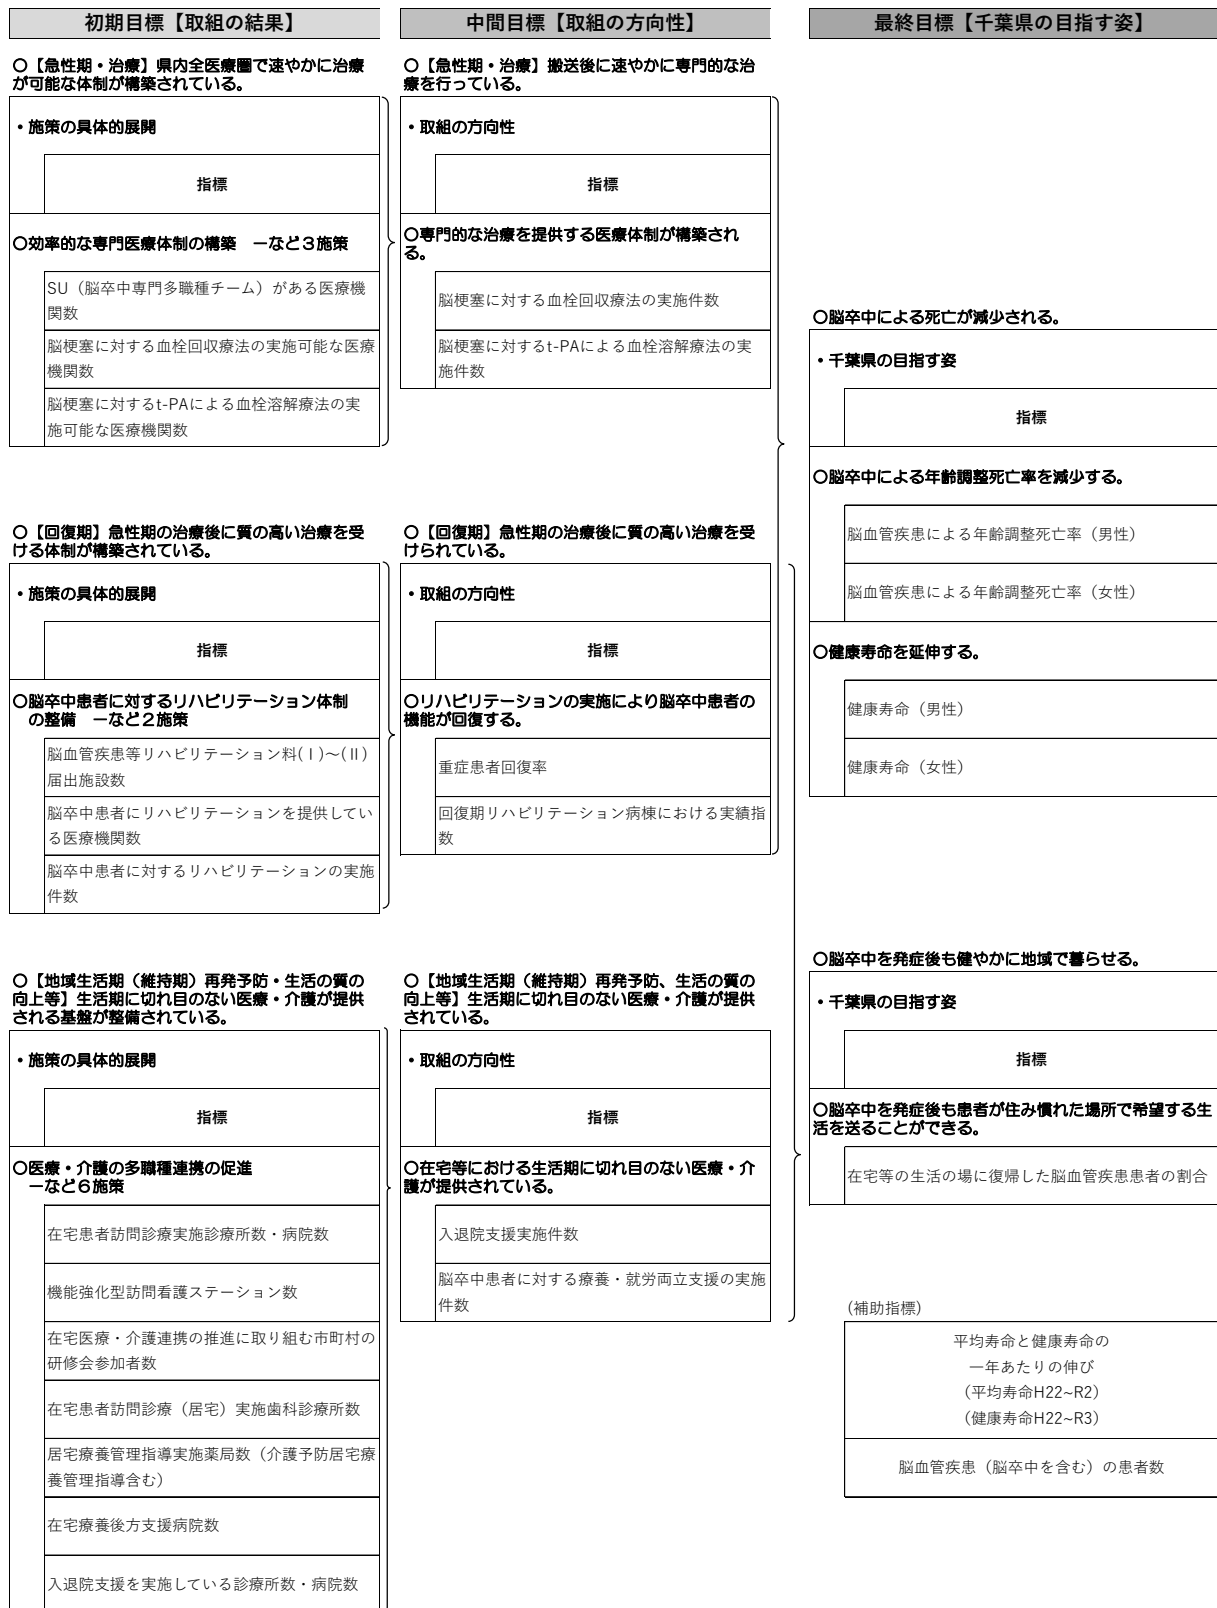 初期目標【取組の結果】
○【急性期・治療】県内全医療圏で速やかに治療
が可能な体制が構築されている。
・施策の具体的展開
指標
○効率的な専門医療体制の構築　ーなど３施策
SU（脳卒中専門多職種チーム）がある医療機
関数
脳梗塞に対する血栓回収療法の実施可能な医療
機関数
脳梗塞に対するt-PAによる血栓溶解療法の実
施可能な医療機関数
○【回復期】急性期の治療後に質の高い治療を受
ける体制が構築されている。
・施策の具体的展開
指標
○脳卒中患者に対するリハビリテーション体制
の整備　ーなど２施策
脳血管疾患等リハビリテーション料(Ⅰ)～(Ⅱ)
届出施設数
脳卒中患者にリハビリテーションを提供してい
る医療機関数
脳卒中患者に対するリハビリテーションの実施
件数
○【地域生活期（維持期）再発予防・生活の質の
向上等】生活期に切れ目のない医療・介護が提供
される基盤が整備されている。
・施策の具体的展開
指標
○医療・介護の多職種連携の促進
ーなど６施策
在宅患者訪問診療実施診療所数・病院数
機能強化型訪問看護ステーション数
在宅医療・介護連携の推進に取り組む市町村の
研修会参加者数
在宅患者訪問診療（居宅）実施歯科診療所数
居宅療養管理指導実施薬局数（介護予防居宅療
養管理指導含む）
在宅療養後方支援病院数
入退院支援を実施している診療所数・病院数
中間目標【取組の方向性】
○【急性期・治療】搬送後に速やかに専門的な治
療を行っている。
・取組の方向性
指標
○専門的な治療を提供する医療体制が構築され
る。
脳梗塞に対する血栓回収療法の実施件数
脳梗塞に対するt-PAによる血栓溶解療法の実
施件数
○【回復期】急性期の治療後に質の高い治療を受
けられている。
・取組の方向性
指標
○リハビリテーションの実施により脳卒中患者の
機能が回復する。
重症患者回復率
回復期リハビリテーション病棟における実績指
数
○【地域生活期（維持期）再発予防、生活の質の
向上等】生活期に切れ目のない医療・介護が提供
されている。
・取組の方向性
指標
○在宅等における生活期に切れ目のない医療・介
護が提供されている。
入退院支援実施件数
脳卒中患者に対する療養・就労両立支援の実施
件数
最終目標【千葉県の目指す姿】
○脳卒中による死亡が減少される。
・千葉県の目指す姿
指標
○脳卒中による年齢調整死亡率を減少する。
脳血管疾患による年齢調整死亡率（男性）
脳血管疾患による年齢調整死亡率（女性）
○健康寿命を延伸する。
健康寿命（男性）
健康寿命（女性）
○脳卒中を発症後も健やかに地域で暮らせる。
・千葉県の目指す姿
指標
○脳卒中を発症後も患者が住み慣れた場所で希望する生
活を送ることができる。
在宅等の生活の場に復帰した脳血管疾患患者の割合
(補助指標)
平均寿命と健康寿命の
一年あたりの伸び
（平均寿命H22~R2）
（健康寿命H22~R3）
脳血管疾患（脳卒中を含む）の患者数